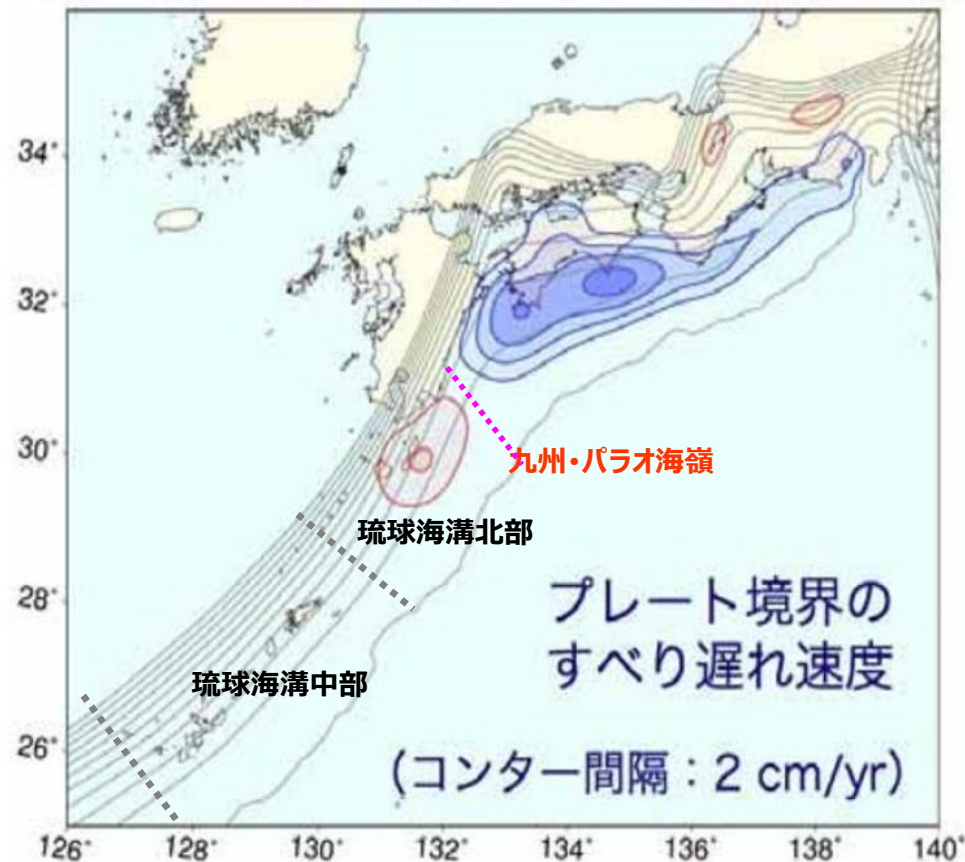 34°
32°
30°
28°
26°
九州・パラオ海嶺
琉球海溝北部
琉球海溝中部
プレート境界の
すべり遅れ速度
(コンター間隔：2 cm/yr)
126° 128° 130° 132° 134° 136° 138° 140°